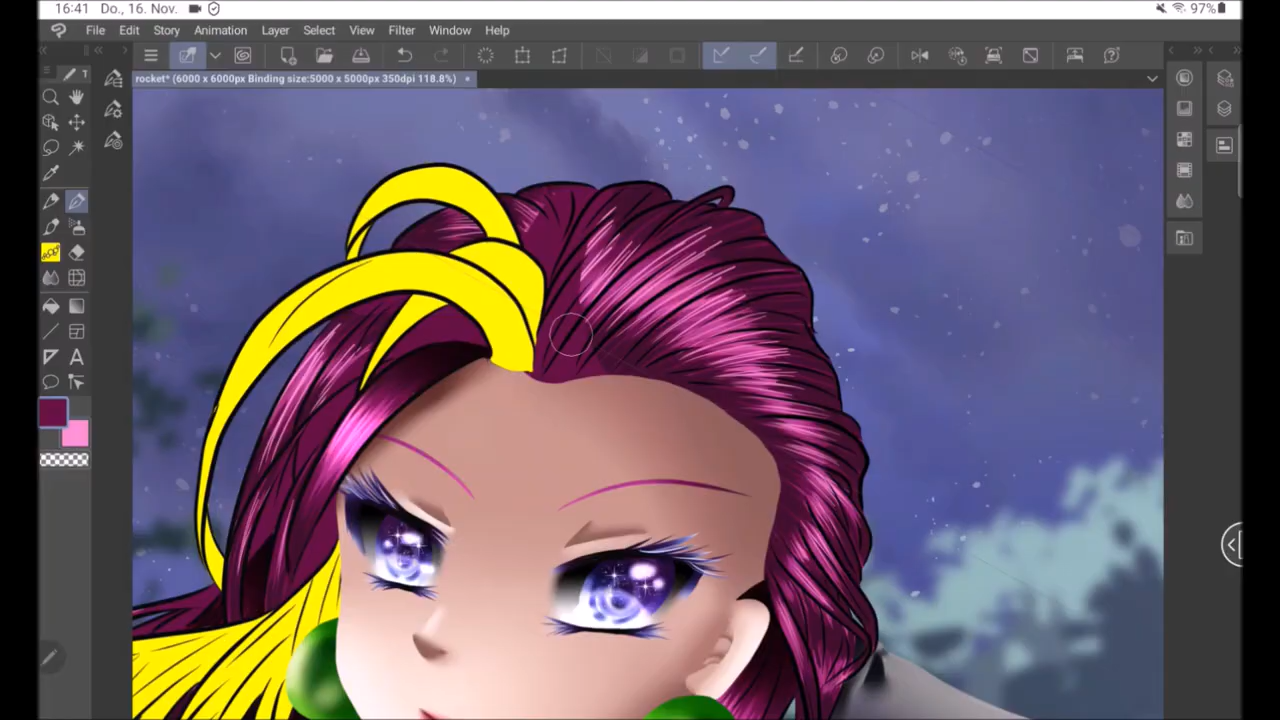 16:41 Do., 16. Nov.
97%
File Edit Story Animation Layer Select View Filter Window Help
rocket* (6000 x 6000px Binding size:5000 x 5000px 350dpi 118.8%)